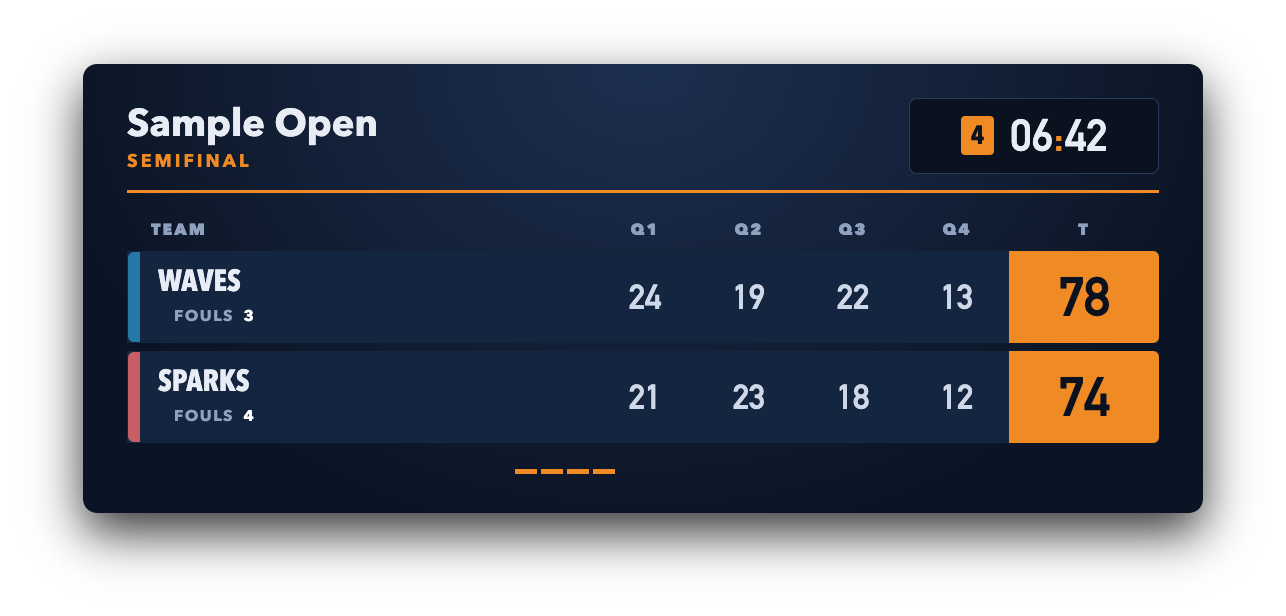 Sample Open
SEMIFINAL
4 06:42
TEAM Q1 Q2 Q3 Q4 T
WAVES
24 19 22 13 78
FOULS 3
SPARKS
21 23 18 12 74
FOULS 4